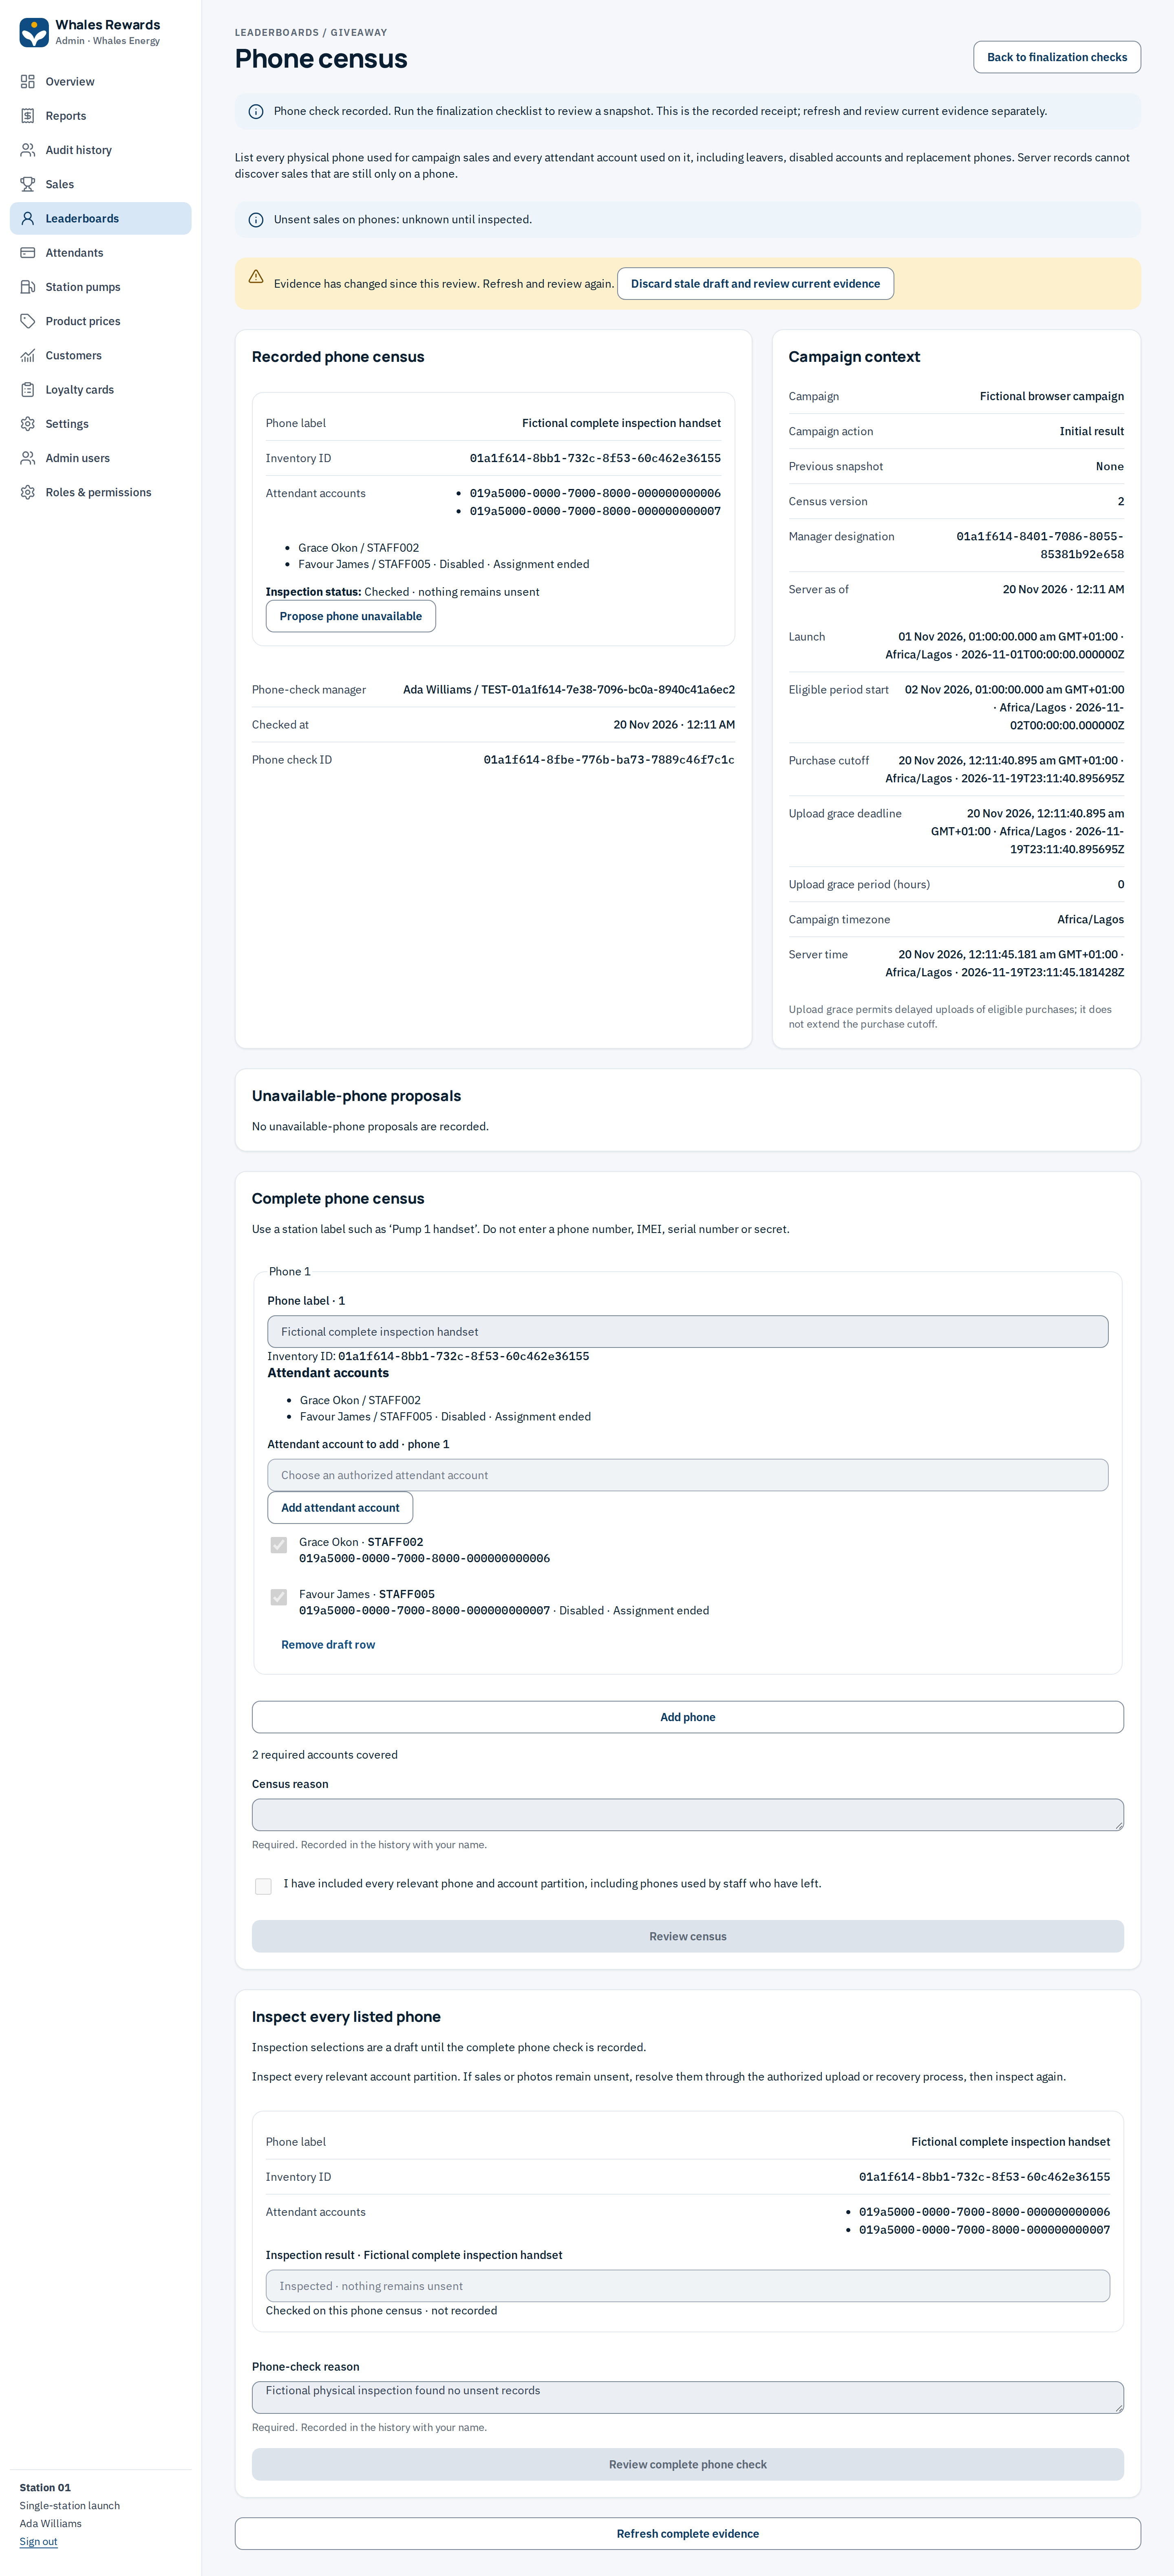 Whales Rewards
Admin · Whales Energy
Overview
Reports
Audit history
Sales
Leaderboards
Attendants
Station pumps
Product prices
Customers
Loyalty cards
Settings
Admin users
Roles & permissions
LEADERBOARDS / GIVEAWAY
Phone census
Back to finalization checks
Phone check recorded. Run the finalization checklist to review a snapshot. This is the recorded receipt; refresh and review current evidence separately.
List every physical phone used for campaign sales and every attendant account used on it, including leavers, disabled accounts and replacement phones. Server records cannot
discover sales that are still only on a phone.
Unsent sales on phones: unknown until inspected.
Evidence has changed since this review. Refresh and review again. Discard stale draft and review current evidence
Recorded phone census
Phone label Fictional complete inspection handset
Inventory ID 01a1f614-8bb1-732c-8f53-60c462e36155
Attendant accounts • 019a5000-0000-7000-8000-000000000006
• 019a5000-0000-7000-8000-000000000007
• Grace Okon / STAFF002
• Favour James / STAFF005 · Disabled · Assignment ended
Inspection status: Checked · nothing remains unsent
Propose phone unavailable
Phone-check manager Ada Williams / TEST-01a1f614-7e38-7096-bc0a-8940c41a6ec2
Checked at 20 Nov 2026 · 12:11 AM
Phone check ID 01a1f614-8fbe-776b-ba73-7889c46f7c1c
Campaign context
Campaign Fictional browser campaign
Campaign action Initial result
Previous snapshot None
Census version 2
Manager designation 01a1f614-8401-7086-8055-
85381b92e658
Server as of 20 Nov 2026 · 12:11 AM
Launch 01 Nov 2026, 01:00:00.000 am GMT+01:00 ·
Africa/Lagos · 2026-11-01T00:00:00.000000Z
Eligible period start 02 Nov 2026, 01:00:00.000 am GMT+01:00
· Africa/Lagos · 2026-11-
02T00:00:00.000000Z
Purchase cutoff 20 Nov 2026, 12:11:40.895 am GMT+01:00 ·
Africa/Lagos · 2026-11-19T23:11:40.895695Z
Upload grace deadline 20 Nov 2026, 12:11:40.895 am
GMT+01:00 · Africa/Lagos · 2026-11-
19T23:11:40.895695Z
Upload grace period (hours) 0
Campaign timezone Africa/Lagos
Server time 20 Nov 2026, 12:11:45.181 am GMT+01:00 ·
Africa/Lagos · 2026-11-19T23:11:45.181428Z
Upload grace permits delayed uploads of eligible purchases; it does
not extend the purchase cutoff.
Unavailable-phone proposals
No unavailable-phone proposals are recorded.
Complete phone census
Use a station label such as ‘Pump 1 handset’. Do not enter a phone number, IMEI, serial number or secret.
Phone 1
Phone label · 1
Fictional complete inspection handset
Inventory ID: 01a1f614-8bb1-732c-8f53-60c462e36155
Attendant accounts
• Grace Okon / STAFF002
• Favour James / STAFF005 · Disabled · Assignment ended
Attendant account to add · phone 1
Choose an authorized attendant account
Add attendant account
Grace Okon · STAFF002
019a5000-0000-7000-8000-000000000006
Favour James · STAFF005
019a5000-0000-7000-8000-000000000007 · Disabled · Assignment ended
Remove draft row
Add phone
2 required accounts covered
Census reason
Required. Recorded in the history with your name.
I have included every relevant phone and account partition, including phones used by staff who have left.
Review census
Inspect every listed phone
Inspection selections are a draft until the complete phone check is recorded.
Inspect every relevant account partition. If sales or photos remain unsent, resolve them through the authorized upload or recovery process, then inspect again.
Phone label Fictional complete inspection handset
Inventory ID 01a1f614-8bb1-732c-8f53-60c462e36155
Attendant accounts • 019a5000-0000-7000-8000-000000000006
• 019a5000-0000-7000-8000-000000000007
Inspection result · Fictional complete inspection handset
Inspected · nothing remains unsent
Checked on this phone census · not recorded
Phone-check reason
Fictional physical inspection found no unsent records
Required. Recorded in the history with your name.
Review complete phone check
Refresh complete evidence
Station 01
Single-station launch
Ada Williams
Sign out